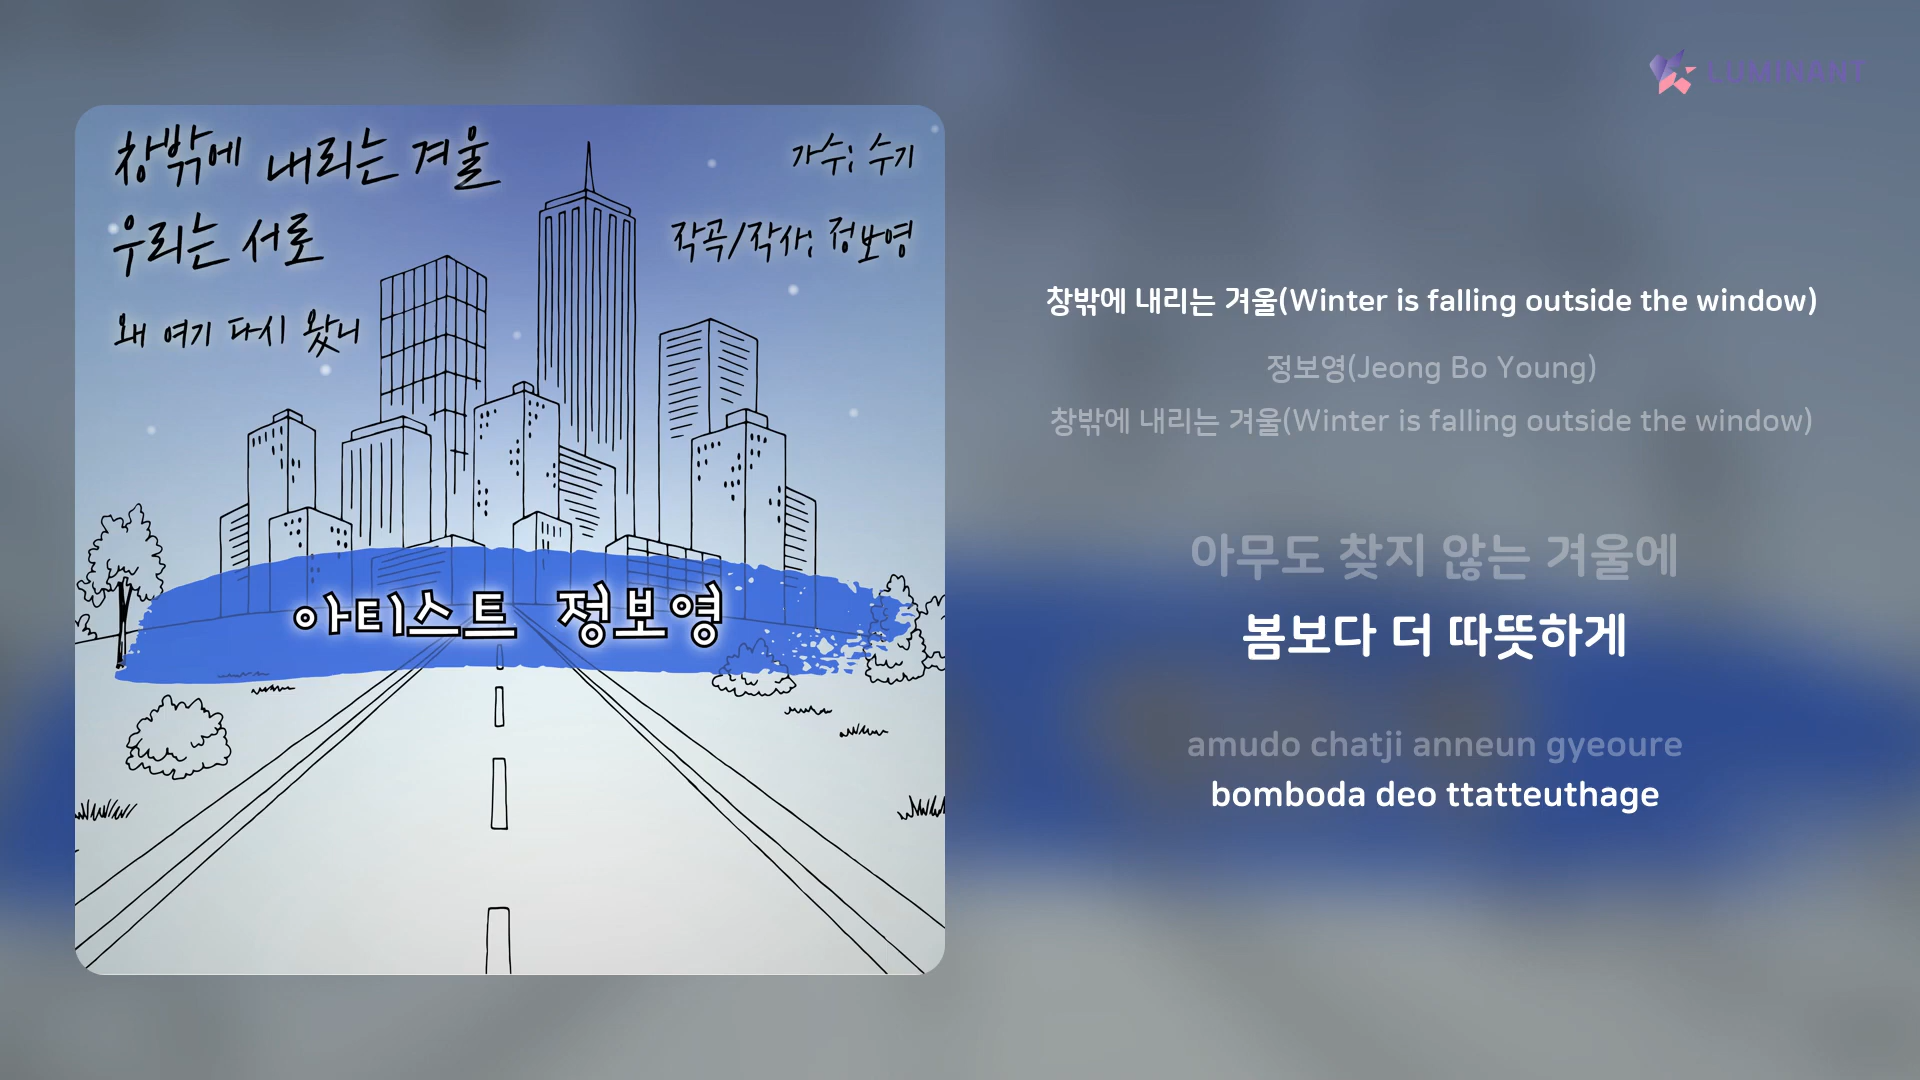 창밖에 내리는 겨울
우리는 서로
왜 여기 다시 왔니
가수: 수기
작곡/작사: 정보영
아티스트 정보영
LUMINANT
창밖에 내리는 겨울(Winter is falling outside the window)
정보영(Jeong Bo Young)
창밖에 내리는 겨울(Winter is falling outside the window)
아무도 찾지 않는 겨울에
봄보다 더 따뜻하게
amudo chatji anneun gyeoure
bomboda deo ttatteuthage